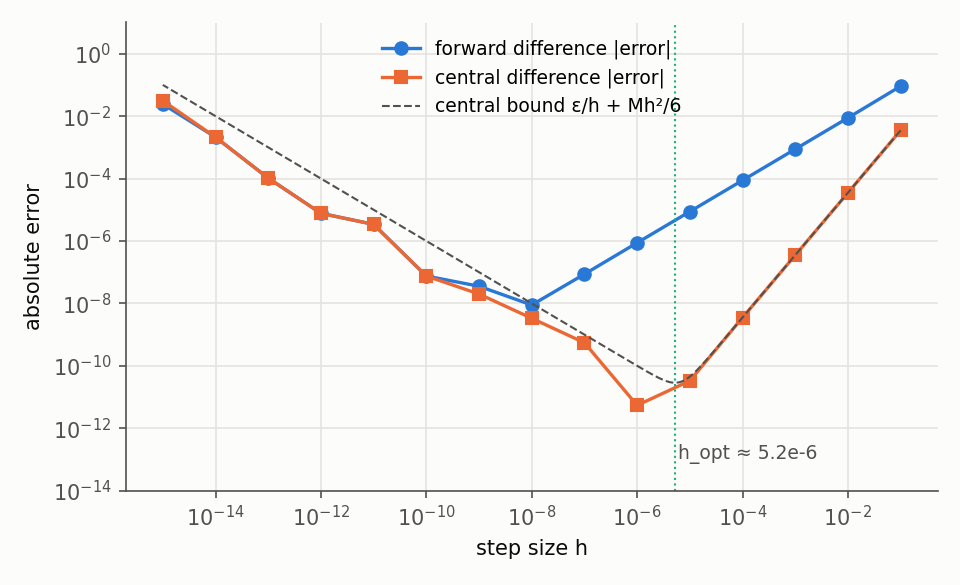 forward difference |error|
central difference |error|
central bound ε/h + Mh²/6
absolute error
10⁰
10⁻²
10⁻⁴
10⁻⁶
10⁻⁸
10⁻¹⁰
10⁻¹²
10⁻¹⁴
h_opt ≈ 5.2e-6
10⁻¹⁴ 10⁻¹² 10⁻¹⁰ 10⁻⁸ 10⁻⁶ 10⁻⁴ 10⁻²
step size h